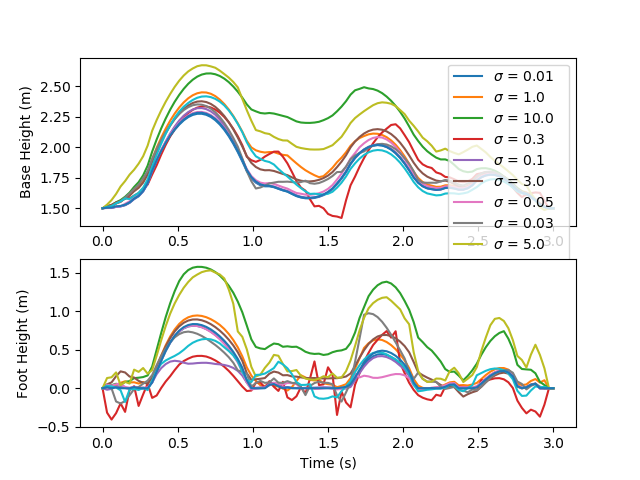 Base Height (m)
2.50
2.25
2.00
1.75
1.50
0.0 0.5 1.0 1.5 2.0 2.5 3.0
σ = 0.01
σ = 1.0
σ = 10.0
σ = 0.3
σ = 0.1
σ = 3.0
σ = 0.05
σ = 0.03
σ = 5.0
Foot Height (m)
1.5
1.0
0.5
0.0
−0.5
0.0 0.5 1.0 1.5 2.0 2.5 3.0
Time (s)